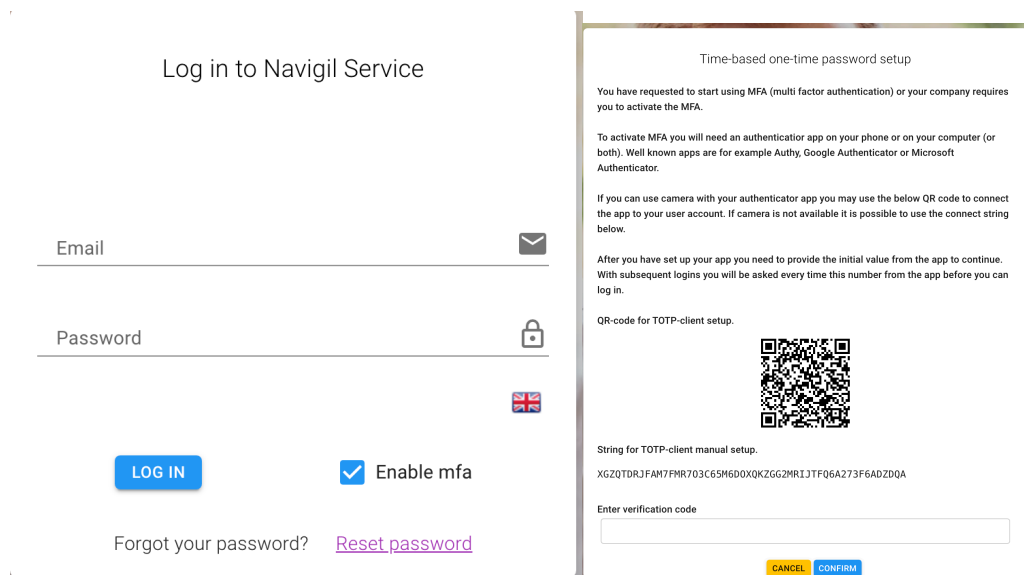 Log in to Navigil Service
Email
Password
LOG IN
Enable mfa
Forgot your password?
Reset password
Time-based one-time password setup
You have requested to start using MFA (multi factor authentication) or your company requires
you to activate the MFA.
To activate MFA you will need an authenticatior app on your phone or on your computer (or
both). Well known apps are for example Authy, Google Authenticator or Microsoft
Authenticator.
If you can use camera with your authenticator app you may use the below QR code to connect
the app to your user account. If camera is not available it is possible to use the connect string
below.
After you have set up your app you need to provide the initial value from the app to continue.
With subsequent logins you will be asked every time this number from the app before you can
log in.
QR-code for TOTP-client setup.
String for TOTP-client manual setup.
XGZQTDRJFAM7FMR7O3C65M6DOXQKZGG2MRIJTFQ6A273F6ADZDQA
Enter verification code
CANCEL
CONFIRM